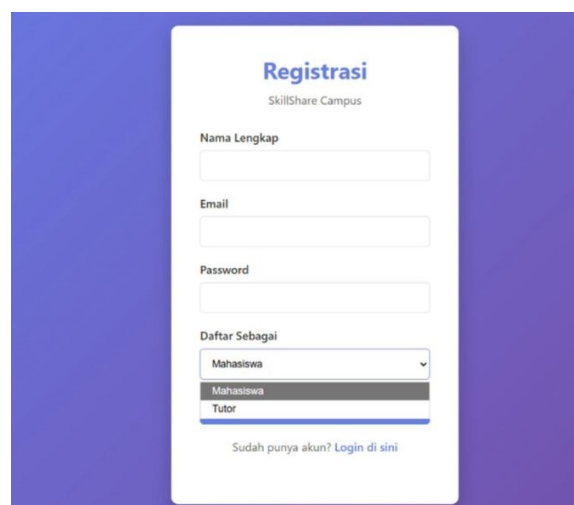 Registrasi
SkillShare Campus
Nama Lengkap
Email
Password
Daftar Sebagai
Mahasiswa
Mahasiswa
Tutor
Sudah punya akun? Login di sini